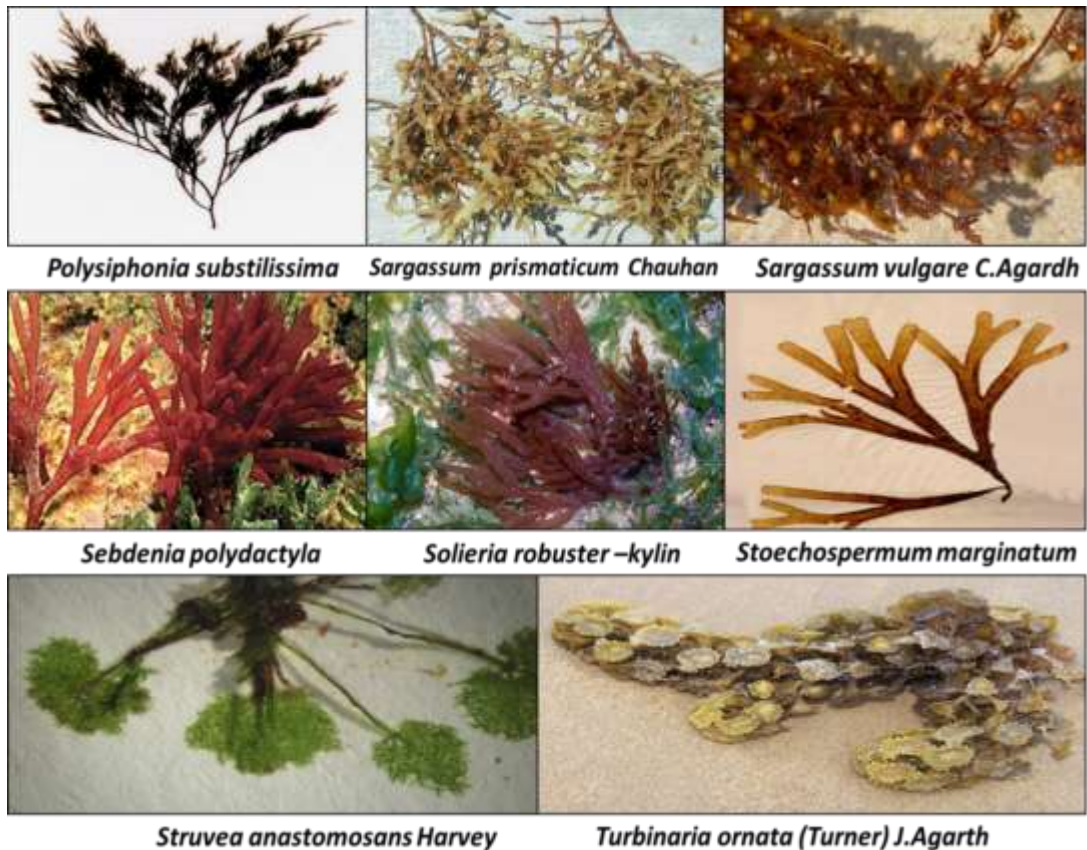 Polysiphonia substilissima
Sargassum prismaticum Chauhan
Sargassum vulgare C.Agardh
Sebdenia polydactyla
Solieria robuster –kylin
Stoechospermum marginatum
Struvea anastomosans Harvey
Turbinaria ornata (Turner) J.Agarth